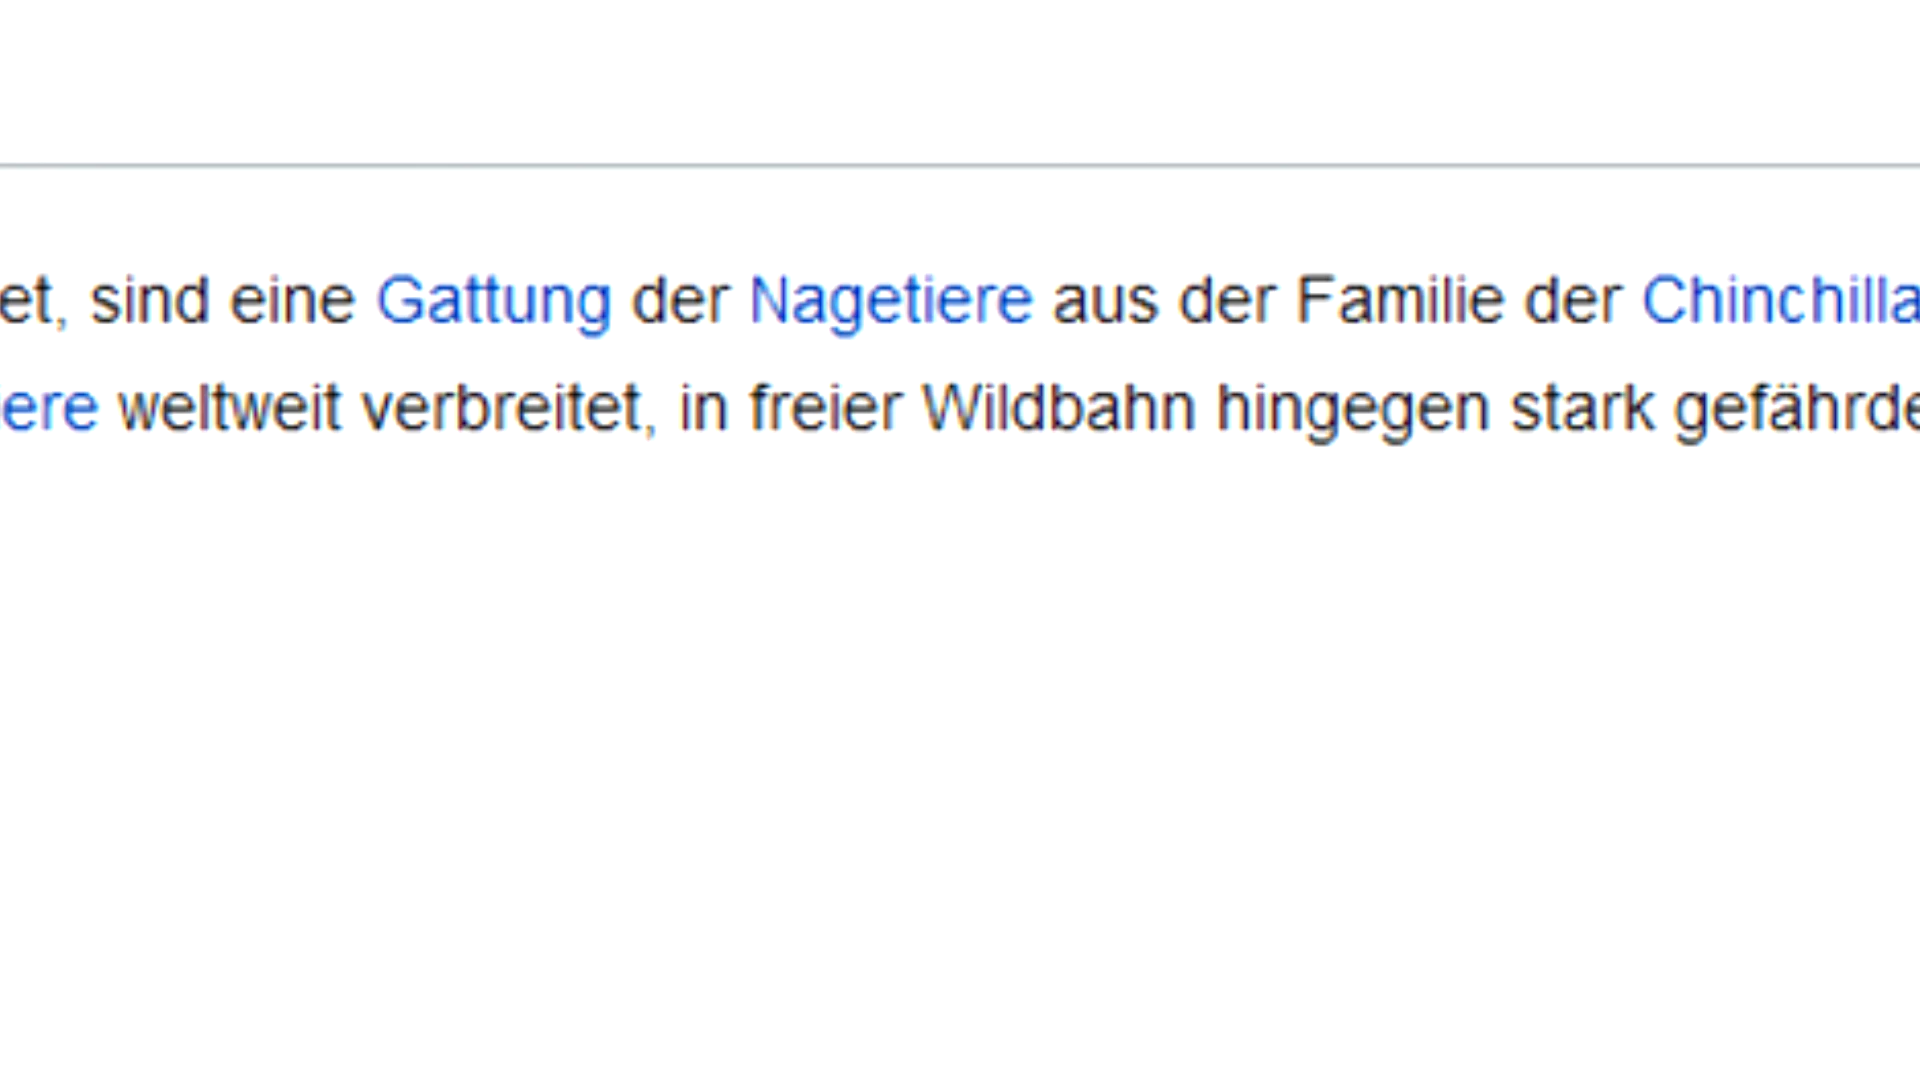 et, sind eine Gattung der Nagetiere aus der Familie der Chinchilla
ere weltweit verbreitet, in freier Wildbahn hingegen stark gefährde